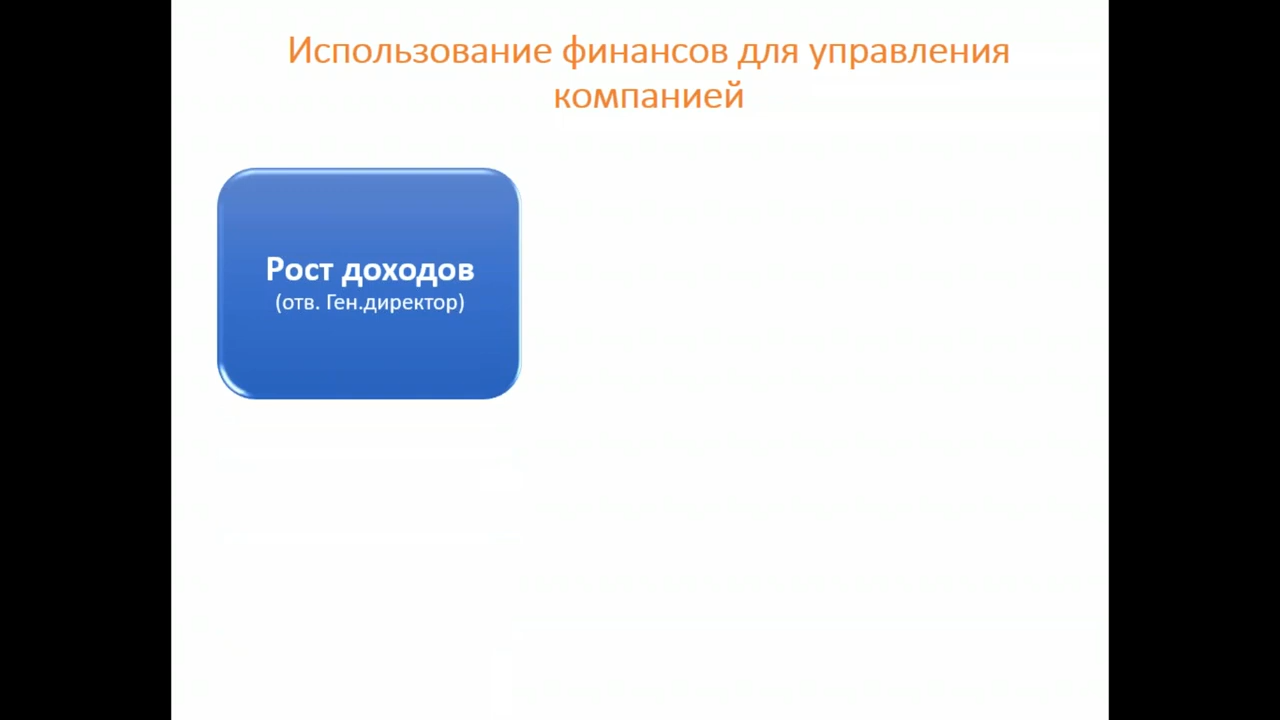 Использование финансов для управления
компанией
Рост доходов
(отв. Ген.директор)